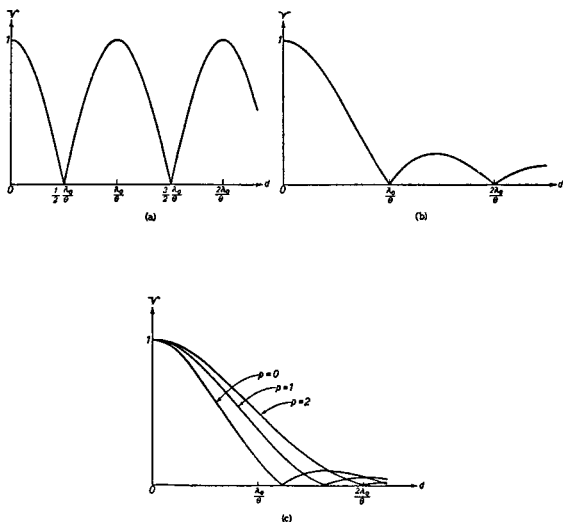 𝒱
1
0
1/2 λ₀/θ
λ₀/θ
3/2 λ₀/θ
2λ₀/θ
d
(a)
𝒱
1
0
λ₀/θ
2λ₀/θ
d
(b)
𝒱
1
p=0
p=1
p=2
0
λ₀/θ
2λ₀/θ
d
(c)